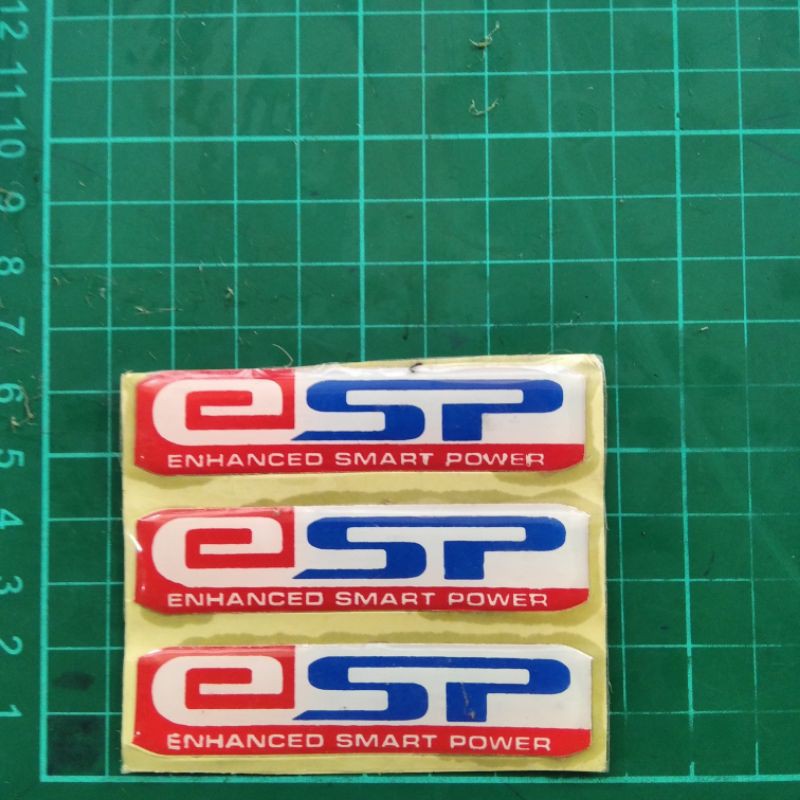 12
11
10
9
8
7
6
5
4
3
2
1
eSP
ENHANCED SMART POWER
eSP
ENHANCED SMART POWER
eSP
ENHANCED SMART POWER